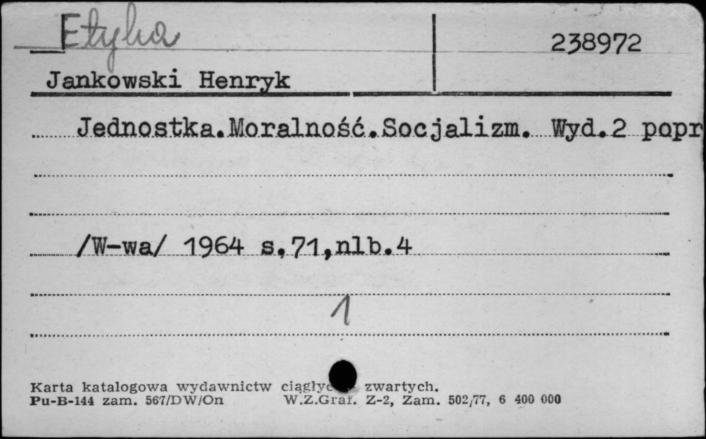 Etyka
238972
Jankowski Henryk
Jednostka.Moralność.Socjalizm. Wyd.2 popr
/W-wa/ 1964 s.71,nlb.4
1
Karta katalogowa wydawnictw zwartych.
Pu-B-144 zam. 567/DW/On W.Z.Graf. Z-2, Zam. 502/77, 6 400 000